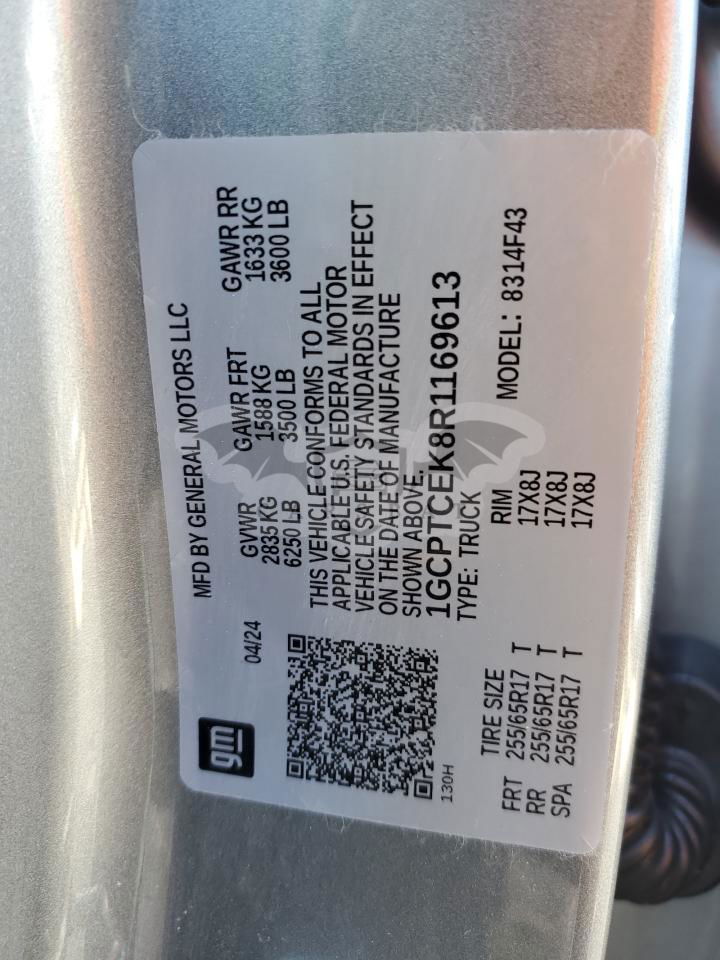 gm
MFD BY GENERAL MOTORS LLC
04/24
GVWR GAWR FRT GAWR RR
2835 KG 1588 KG 1633 KG
6250 LB 3500 LB 3600 LB
THIS VEHICLE CONFORMS TO ALL
APPLICABLE U.S. FEDERAL MOTOR
VEHICLE SAFETY STANDARDS IN EFFECT
ON THE DATE OF MANUFACTURE
SHOWN ABOVE.
1GCPTCEK8R1169613
TYPE: TRUCK
MODEL: 8314F43
130H
TIRE SIZE RIM
FRT 255/65R17 T 17X8J
RR 255/65R17 T 17X8J
SPA 255/65R17 T 17X8J